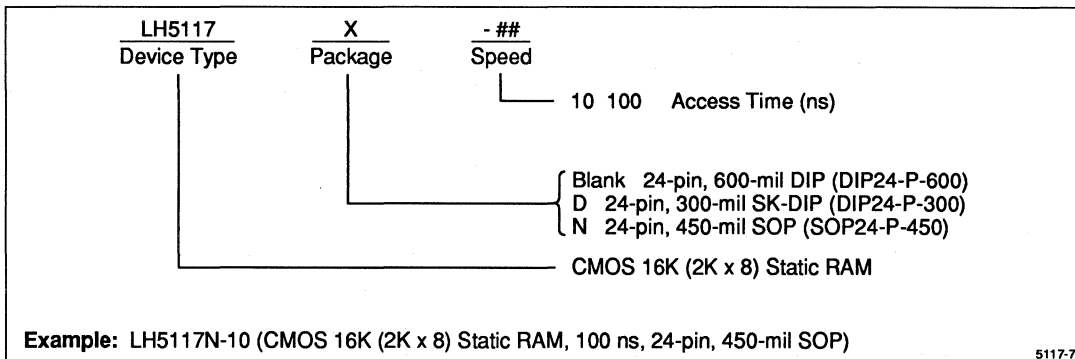 LH5117 X - ##
Device Type Package Speed
10 100 Access Time (ns)
Blank 24-pin, 600-mil DIP (DIP24-P-600)
D 24-pin, 300-mil SK-DIP (DIP24-P-300)
N 24-pin, 450-mil SOP (SOP24-P-450)
CMOS 16K (2K x 8) Static RAM
Example: LH5117N-10 (CMOS 16K (2K x 8) Static RAM, 100 ns, 24-pin, 450-mil SOP)
5117-7